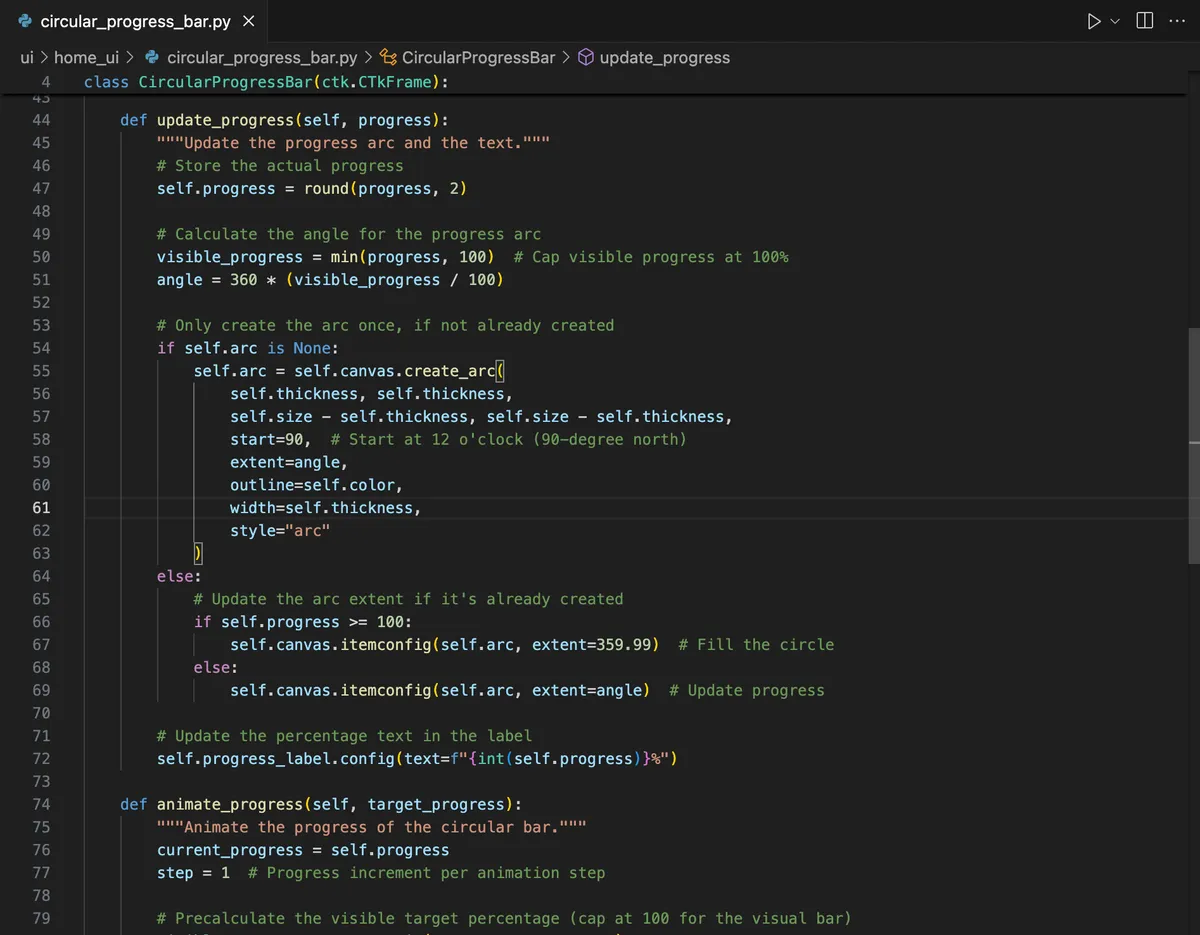 circular_progress_bar.py
ui > home_ui > circular_progress_bar.py > CircularProgressBar > update_progress
4 class CircularProgressBar(ctk.CTkFrame):
43
44 def update_progress(self, progress):
45 """Update the progress arc and the text."""
46 # Store the actual progress
47 self.progress = round(progress, 2)
48
49 # Calculate the angle for the progress arc
50 visible_progress = min(progress, 100)  # Cap visible progress at 100%
51 angle = 360 * (visible_progress / 100)
52
53 # Only create the arc once, if not already created
54 if self.arc is None:
55 self.arc = self.canvas.create_arc(
56 self.thickness, self.thickness,
57 self.size - self.thickness, self.size - self.thickness,
58 start=90,  # Start at 12 o'clock (90-degree north)
59 extent=angle,
60 outline=self.color,
61 width=self.thickness,
62 style="arc"
63 )
64 else:
65 # Update the arc extent if it's already created
66 if self.progress >= 100:
67 self.canvas.itemconfig(self.arc, extent=359.99)  # Fill the circle
68 else:
69 self.canvas.itemconfig(self.arc, extent=angle)  # Update progress
70
71 # Update the percentage text in the label
72 self.progress_label.config(text=f"{int(self.progress)}%")
73
74 def animate_progress(self, target_progress):
75 """Animate the progress of the circular bar."""
76 current_progress = self.progress
77 step = 1  # Progress increment per animation step
78
79 # Precalculate the visible target percentage (cap at 100 for the visual bar)